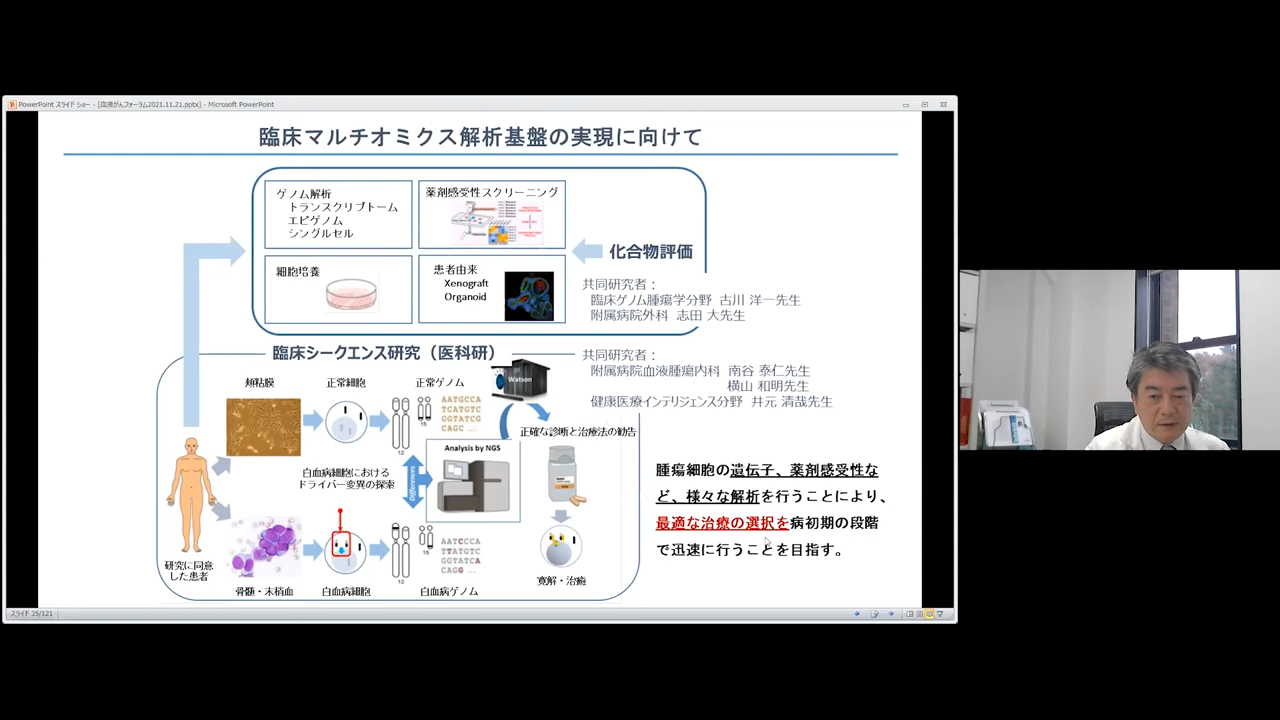 PowerPoint スライド ショー - [血液がんフォーラム2021.11.21.pptx] - Microsoft PowerPoint
臨床マルチオミクス解析基盤の実現に向けて
ゲノム解析
トランスクリプトーム
エピゲノム
シングルセル
薬剤感受性スクリーニング
細胞培養
患者由来
Xenograft
Organoid
化合物評価
共同研究者：
臨床ゲノム腫瘍学分野 古川 洋一先生
附属病院外科 志田 大先生
臨床シークエンス研究（医科研）
共同研究者：
附属病院血液腫瘍内科 南谷 泰仁先生
横山 和明先生
健康医療インテリジェンス分野 井元 清哉先生
頬粘膜
正常細胞
正常ゲノム
Watson
AATGCCA
TCATGTC
GGTATCG
CAGC ...
12
15
正確な診断と治療法の勧告
Analysis by NGS
白血病細胞における
ドライバー変異の探索
Differences
腫瘍細胞の遺伝子、薬剤感受性な
ど、様々な解析を行うことにより、
最適な治療の選択を病初期の段階
で迅速に行うことを目指す。
AATCCCA
TTATGTC
GGTATCA
CAGG ...
12
15
研究に同意
した患者
骨髄・末梢血
白血病細胞
白血病ゲノム
寛解・治癒
スライド 35/121